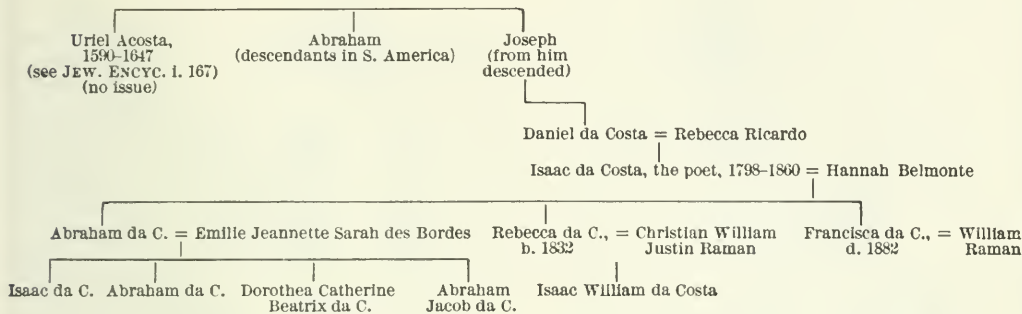 Uriel Acosta,
1590–1647
(see JEW. ENCYC. i. 167)
(no issue)
Abraham
(descendants in S. America)
Joseph
(from him
descended)
Daniel da Costa = Rebecca Ricardo
Isaac da Costa, the poet, 1798–1860 = Hannah Belmonte
Abraham da C. = Emilie Jeannette Sarah des Bordes
Rebecca da C., = Christian William
b. 1832 Justin Raman
Francisca da C., = William
d. 1882 Raman
Isaac da C.
Abraham da C.
Dorothea Catherine
Beatrix da C.
Abraham
Jacob da C.
Isaac William da Costa